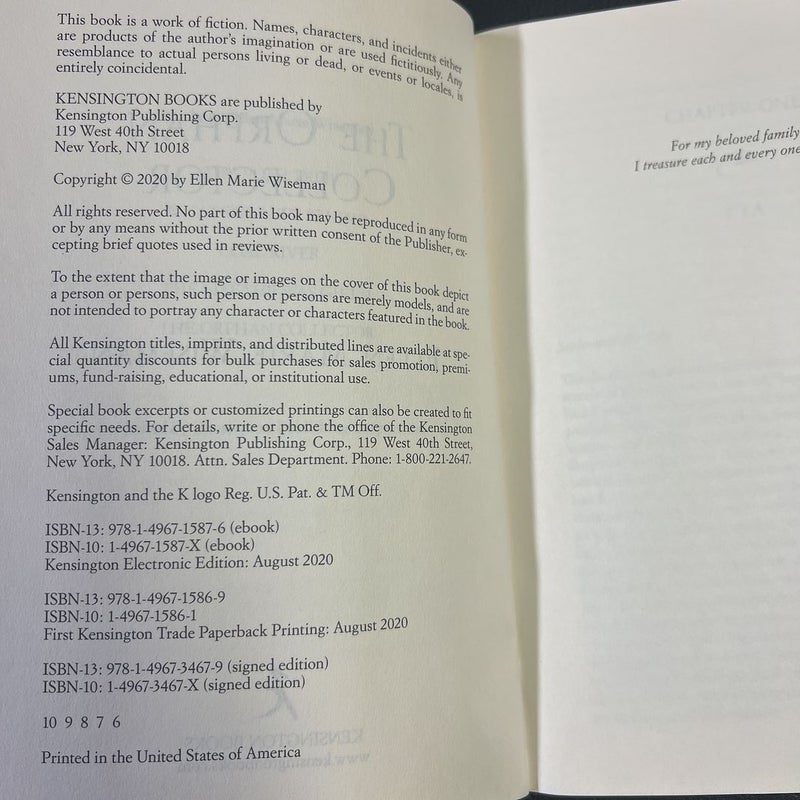 This book is a work of fiction. Names, characters, and incidents either
are products of the author's imagination or are used fictitiously. Any
resemblance to actual persons living or dead, or events or locales, is
entirely coincidental.
KENSINGTON BOOKS are published by
Kensington Publishing Corp.
119 West 40th Street
New York, NY 10018
Copyright © 2020 by Ellen Marie Wiseman
All rights reserved. No part of this book may be reproduced in any form
or by any means without the prior written consent of the Publisher, ex-
cepting brief quotes used in reviews.
To the extent that the image or images on the cover of this book depict
a person or persons, such person or persons are merely models, and are
not intended to portray any character or characters featured in the book.
All Kensington titles, imprints, and distributed lines are available at spe-
cial quantity discounts for bulk purchases for sales promotion, premi-
ums, fund-raising, educational, or institutional use.
Special book excerpts or customized printings can also be created to fit
specific needs. For details, write or phone the office of the Kensington
Sales Manager: Kensington Publishing Corp., 119 West 40th Street,
New York, NY 10018. Attn. Sales Department. Phone: 1-800-221-2647.
Kensington and the K logo Reg. U.S. Pat. & TM Off.
ISBN-13: 978-1-4967-1587-6 (ebook)
ISBN-10: 1-4967-1587-X (ebook)
Kensington Electronic Edition: August 2020
ISBN-13: 978-1-4967-1586-9
ISBN-10: 1-4967-1586-1
First Kensington Trade Paperback Printing: August 2020
ISBN-13: 978-1-4967-3467-9 (signed edition)
ISBN-10: 1-4967-3467-X (signed edition)
10 9 8 7 6
Printed in the United States of America
For my beloved family
I treasure each and every one